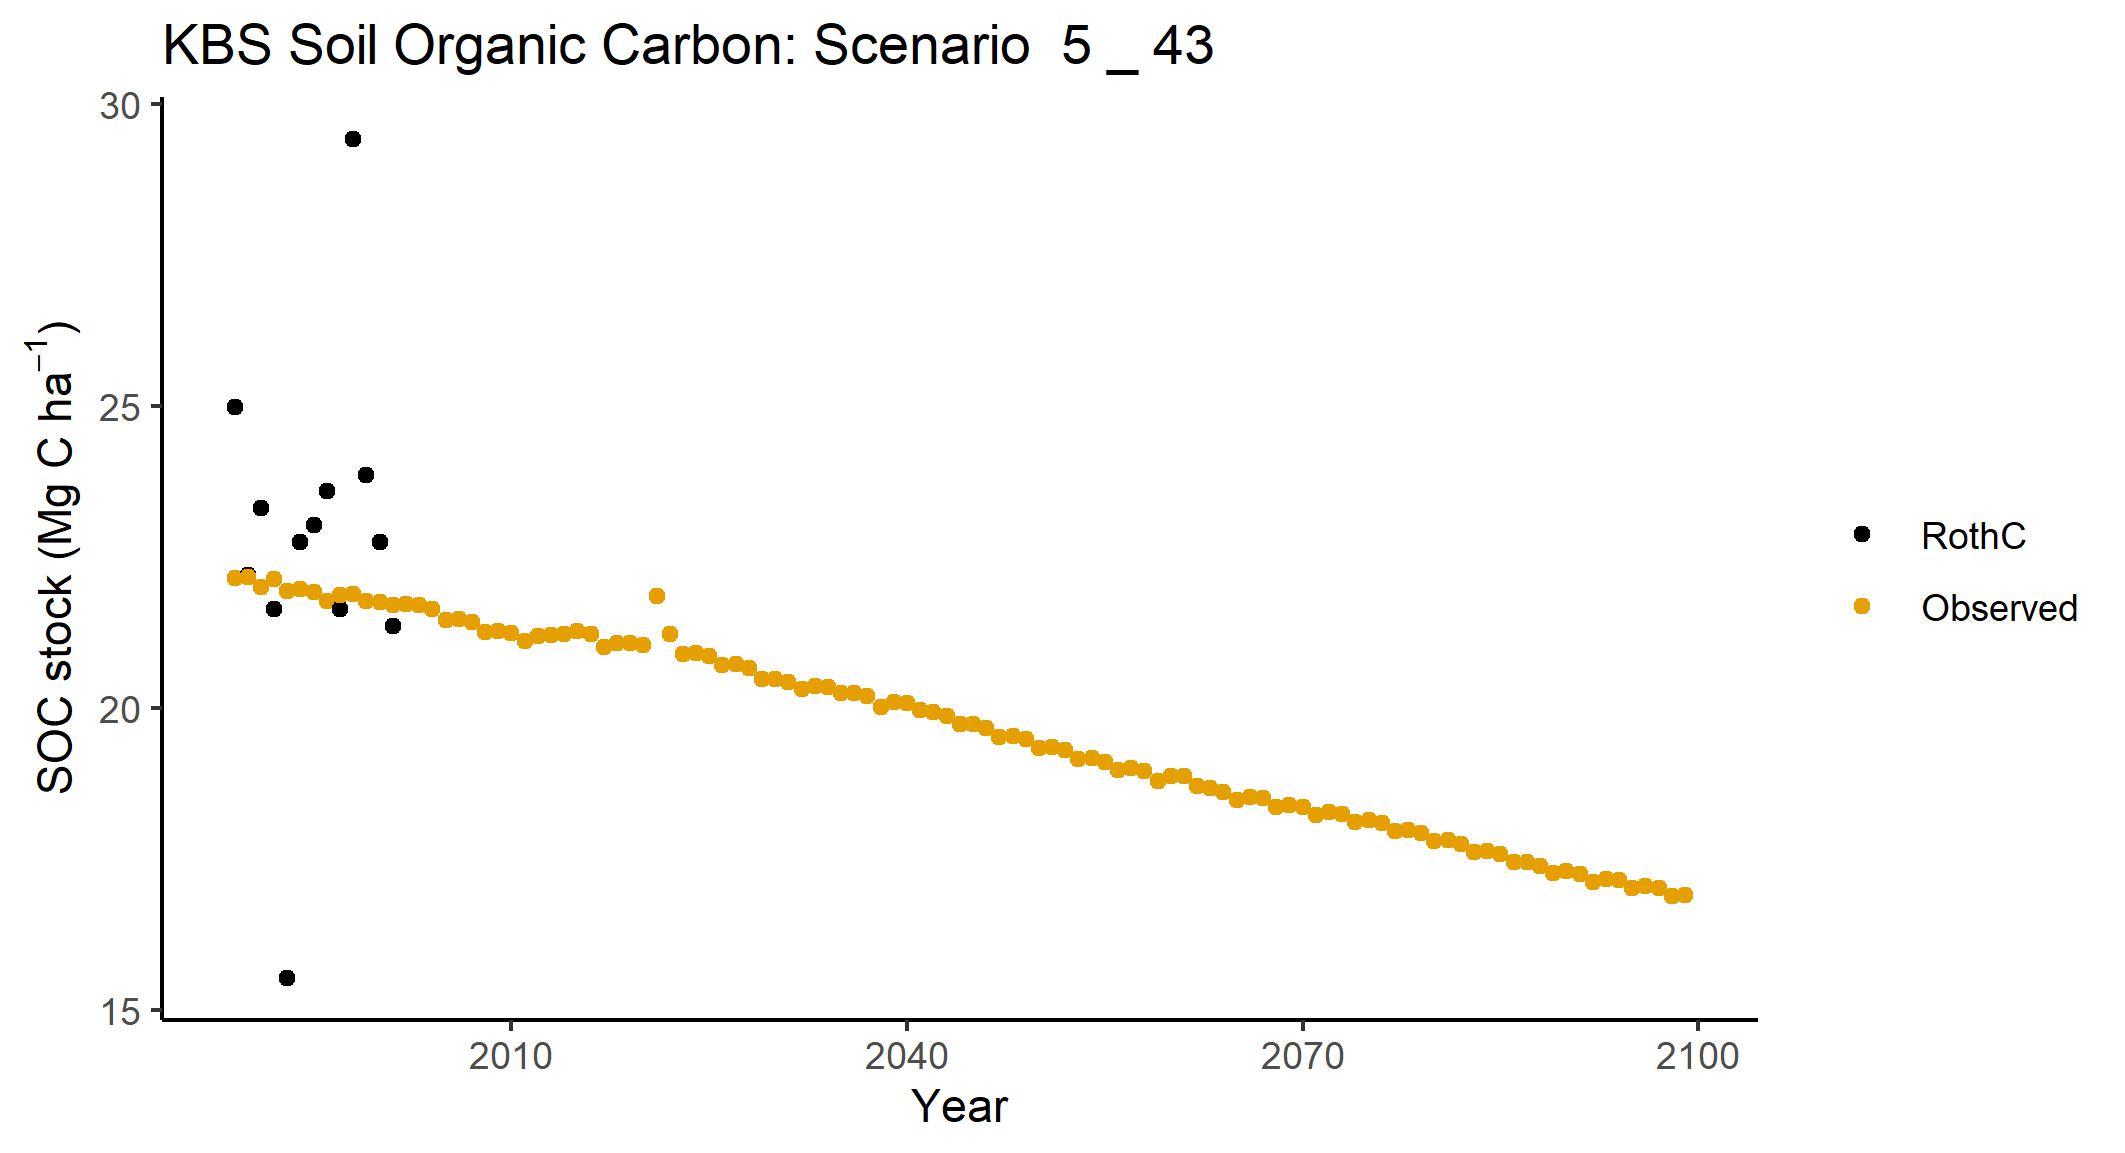 KBS Soil Organic Carbon: Scenario  5 _ 43
30
25
20
15
SOC stock (Mg C ha⁻¹)
2010 2040 2070 2100
Year
RothC
Observed